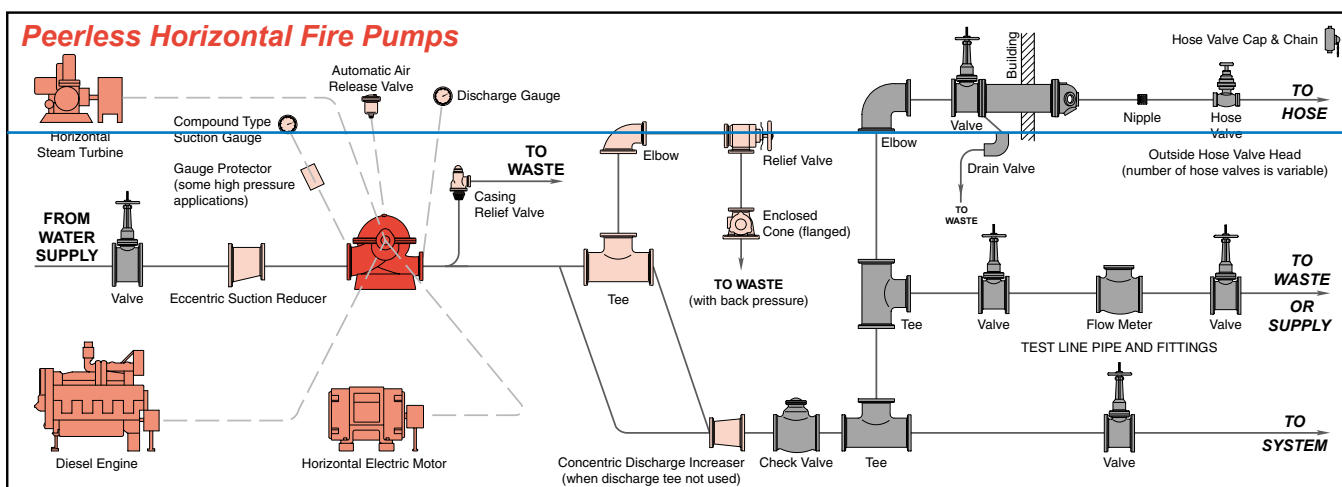 Peerless Horizontal Fire Pumps
Hose Valve Cap & Chain
Building
Automatic Air
Release Valve
Discharge Gauge
Compound Type
Suction Gauge
TO
HOSE
Nipple
Hose
Valve
Valve
Horizontal
Steam Turbine
Gauge Protector
(some high pressure
applications)
TO
WASTE
Casing
Relief Valve
Elbow
Relief Valve
Elbow
Drain Valve
Outside Hose Valve Head
(number of hose valves is variable)
TO
WASTE
FROM
WATER
SUPPLY
Enclosed
Cone (flanged)
Valve
Eccentric Suction Reducer
Tee
TO WASTE
(with back pressure)
Tee
Valve
Flow Meter
Valve
TO
WASTE
OR
SUPPLY
TEST LINE PIPE AND FITTINGS
Diesel Engine
Horizontal Electric Motor
Concentric Discharge Increaser
(when discharge tee not used)
Check Valve
Tee
Valve
TO
SYSTEM